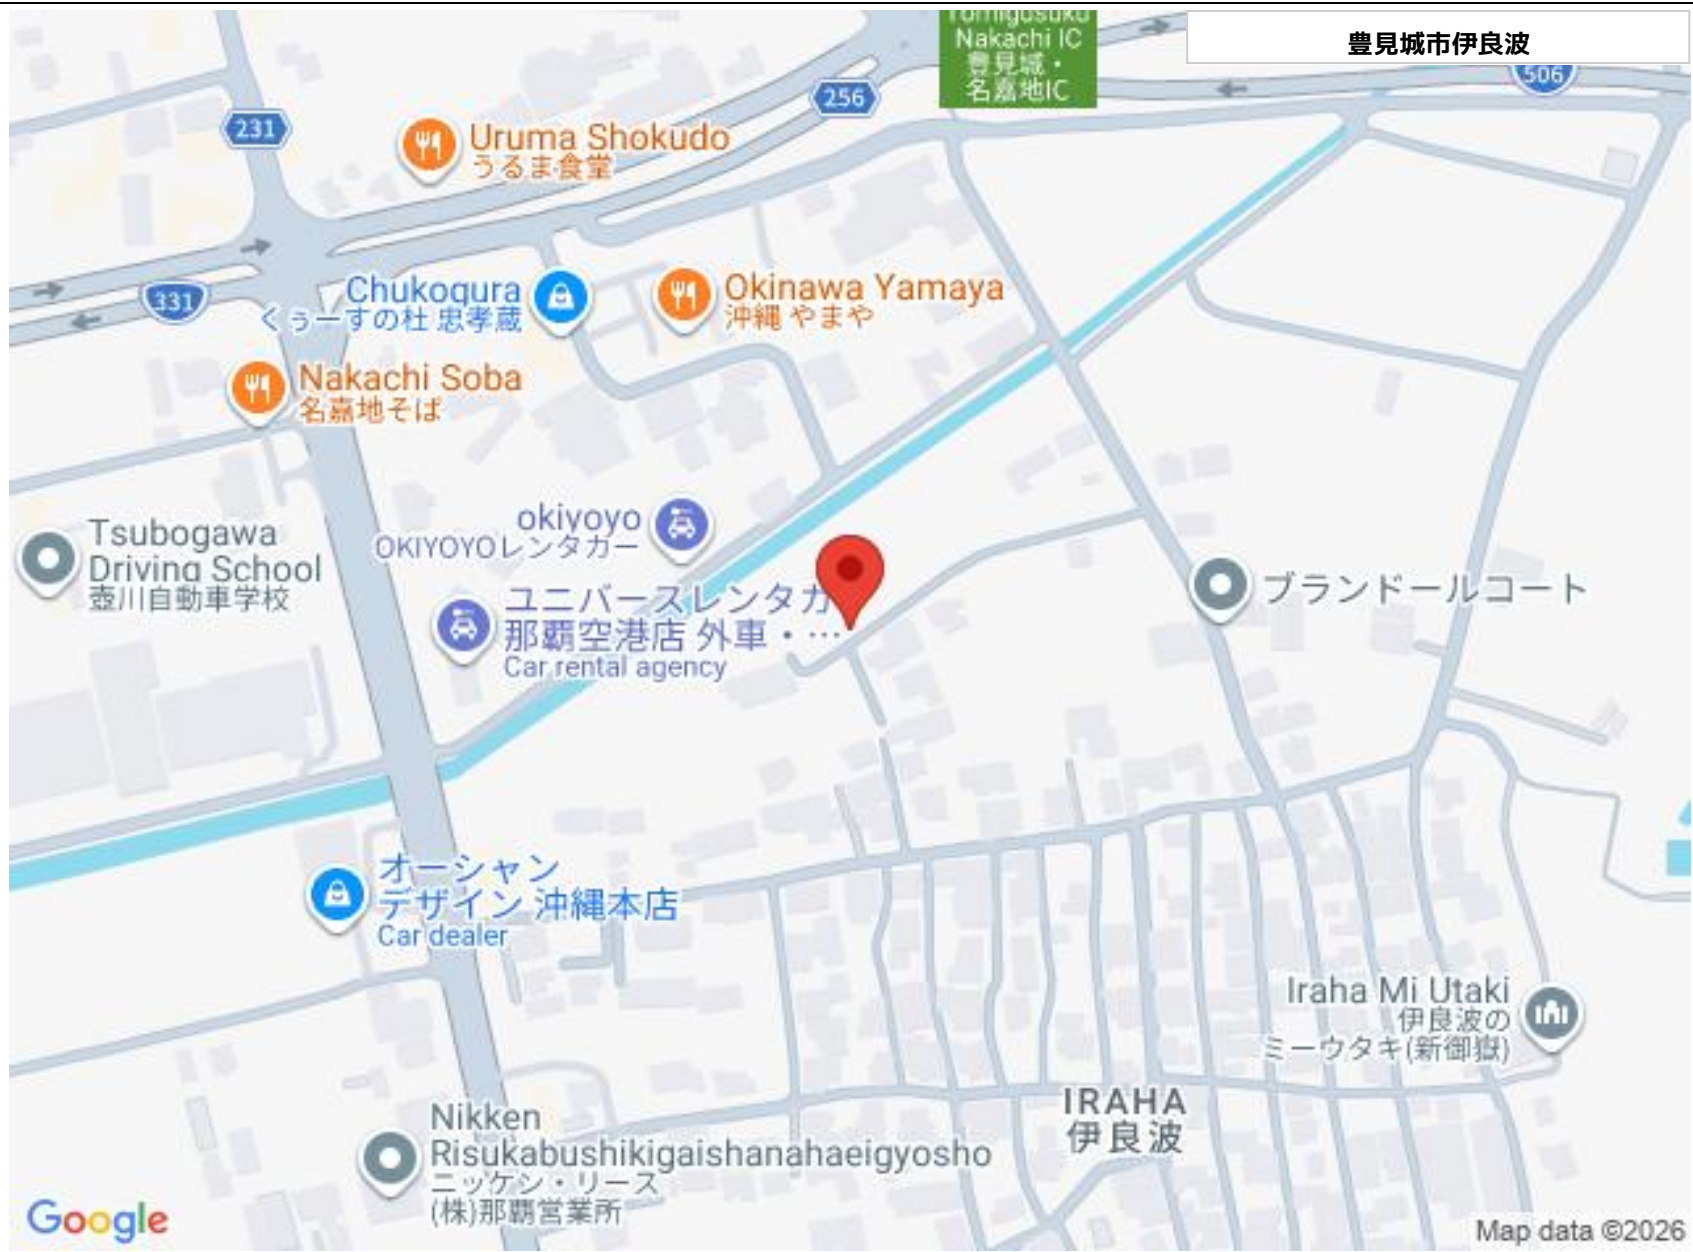 Tomigusuku
Nakachi IC
豊見城・
名嘉地IC
豊見城市伊良波
506
256
231
Uruma Shokudo
うるま食堂
331
Chukogura
くぅーすの杜 忠孝蔵
Okinawa Yamaya
沖縄 やまや
Nakachi Soba
名嘉地そば
okiyoyo
OKIYOYOレンタカー
Tsubogawa
Driving School
壺川自動車学校
ユニバースレンタカ
那覇空港店 外車・…
Car rental agency
ブランドールコート
オーシャン
デザイン 沖縄本店
Car dealer
Iraha Mi Utaki
伊良波の
ミーウタキ(新御嶽)
IRAHA
伊良波
Nikken
Risukabushikigaishanahaeigyosho
ニッケン・リース
(株)那覇営業所
Google
Map data ©2026